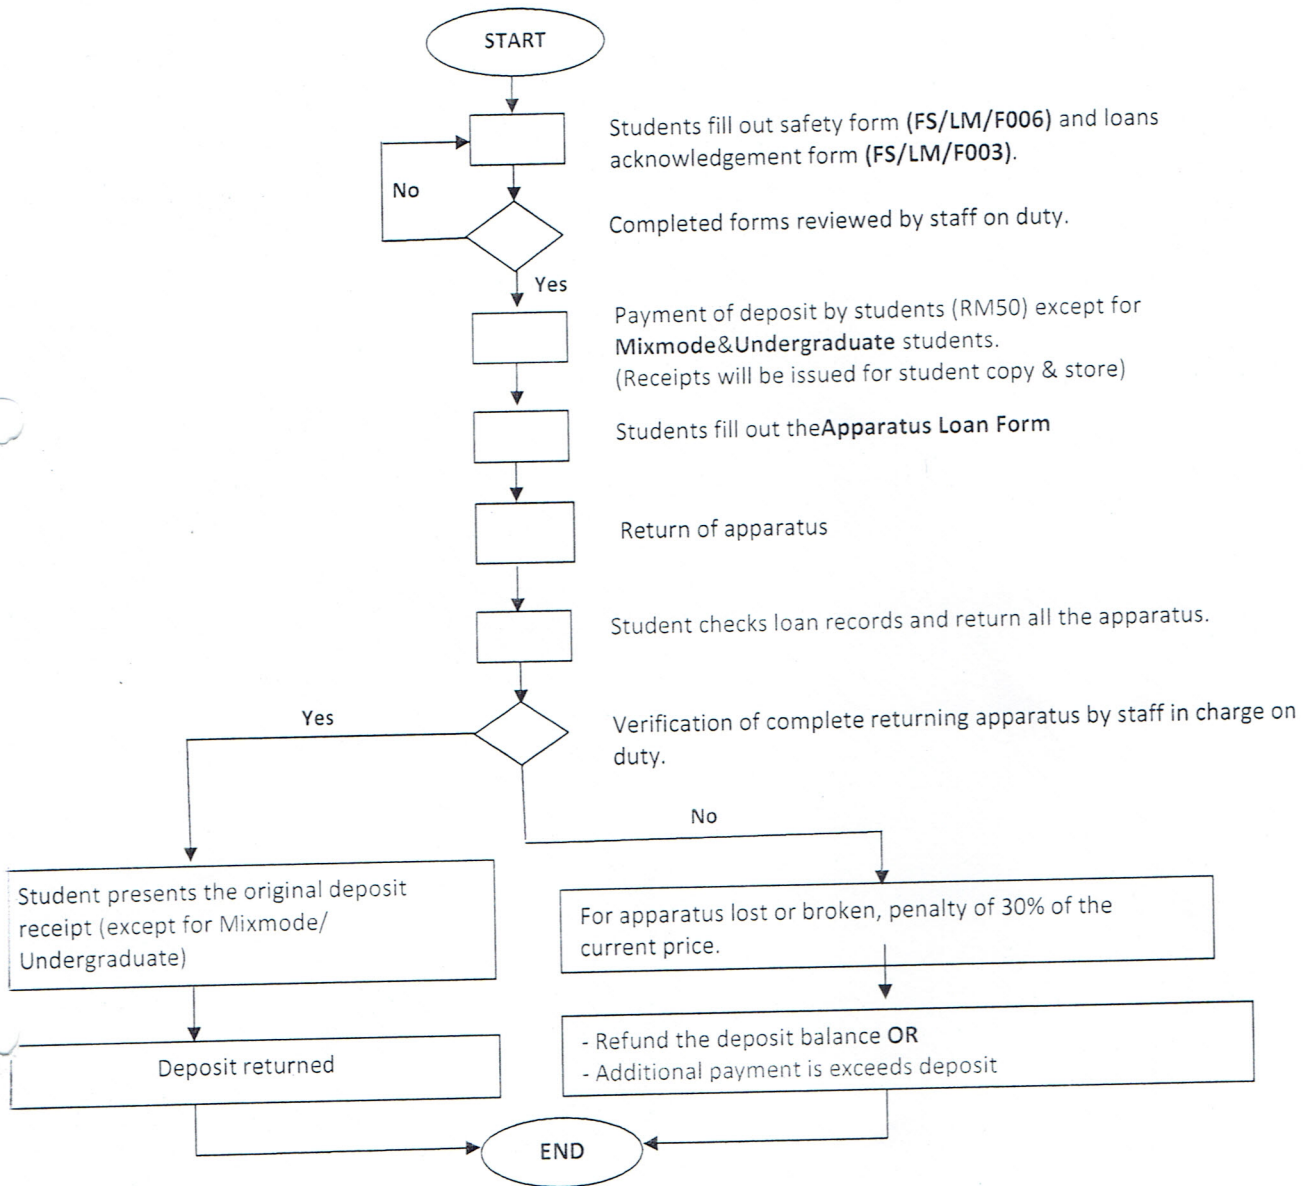 START
Students fill out safety form (FS/LM/F006) and loans
acknowledgement form (FS/LM/F003).
No
Completed forms reviewed by staff on duty.
Yes
Payment of deposit by students (RM50) except for
Mixmode&Undergraduate students.
(Receipts will be issued for student copy & store)
Students fill out theApparatus Loan Form
Return of apparatus
Student checks loan records and return all the apparatus.
Yes
Verification of complete returning apparatus by staff in charge on
duty.
No
Student presents the original deposit
receipt (except for Mixmode/
Undergraduate)
For apparatus lost or broken, penalty of 30% of the
current price.
Deposit returned
- Refund the deposit balance OR
- Additional payment is exceeds deposit
END